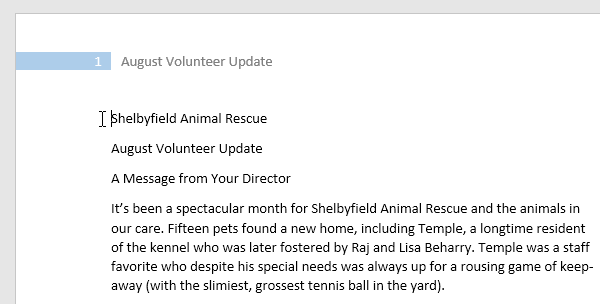 1 August Volunteer Update
Shelbyfield Animal Rescue
August Volunteer Update
A Message from Your Director
It’s been a spectacular month for Shelbyfield Animal Rescue and the animals in
our care. Fifteen pets found a new home, including Temple, a longtime resident
of the kennel who was later fostered by Raj and Lisa Beharry. Temple was a staff
favorite who despite his special needs was always up for a rousing game of keep-
away (with the slimiest, grossest tennis ball in the yard).